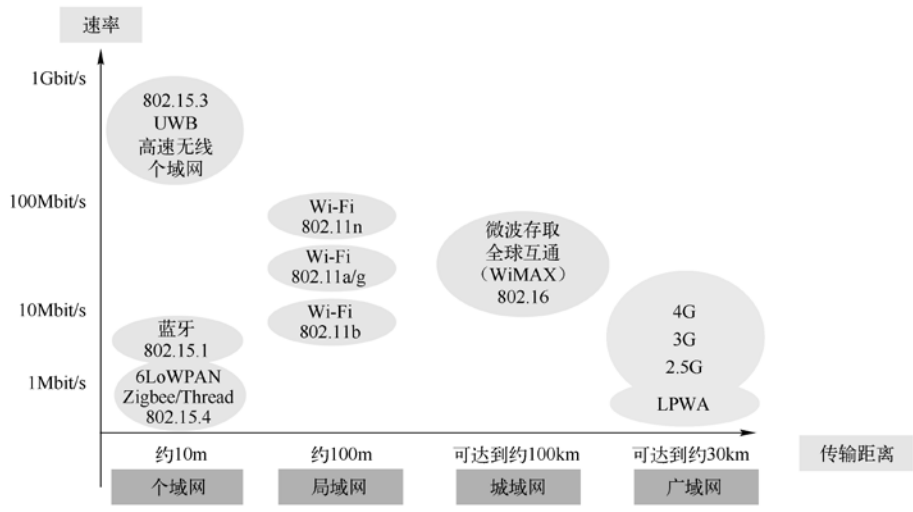 速率
1Gbit/s
100Mbit/s
10Mbit/s
1Mbit/s
802.15.3
UWB
高速无线
个域网
蓝牙
802.15.1
6LoWPAN
Zigbee/Thread
802.15.4
Wi-Fi
802.11n
Wi-Fi
802.11a/g
Wi-Fi
802.11b
微波存取
全球互通
（WiMAX）
802.16
4G
3G
2.5G
LPWA
约10m
约100m
可达到约100km
可达到约30km
传输距离
个域网
局域网
城域网
广域网